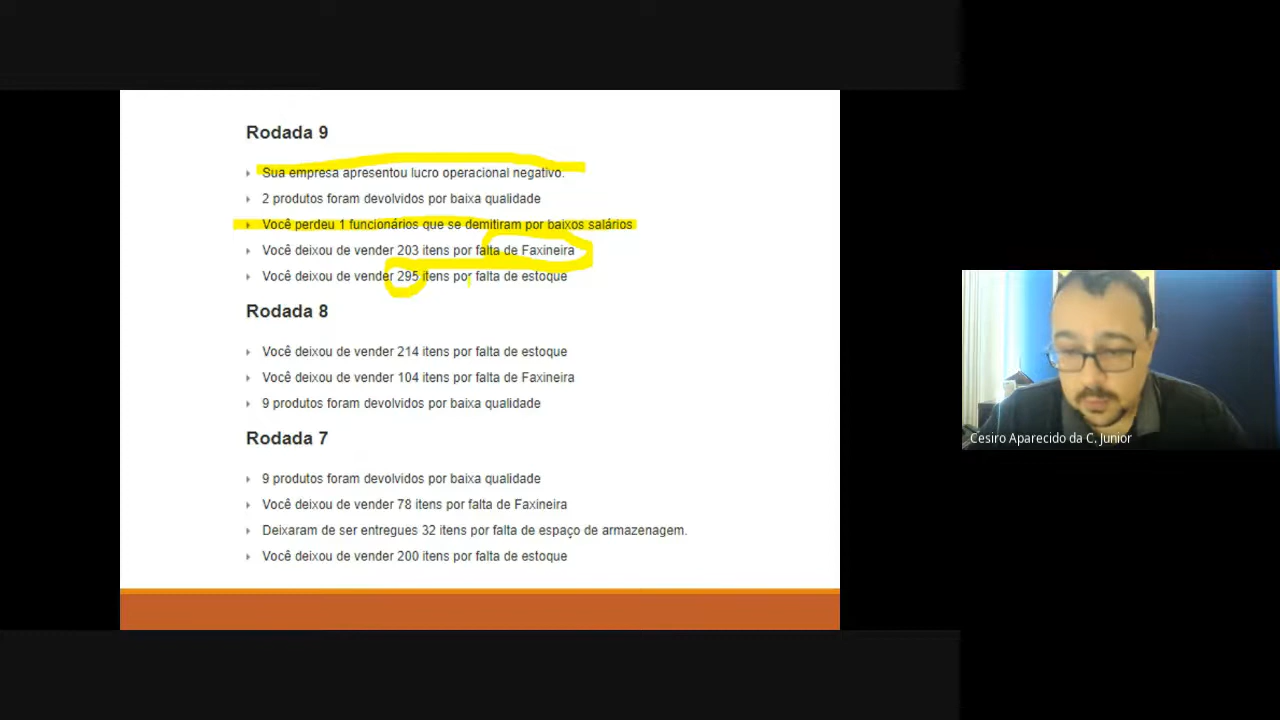 Rodada 9
Sua empresa apresentou lucro operacional negativo.
2 produtos foram devolvidos por baixa qualidade
Você perdeu 1 funcionários que se demitiram por baixos salários
Você deixou de vender 203 itens por falta de Faxineira
Você deixou de vender 295 itens por falta de estoque
Rodada 8
Você deixou de vender 214 itens por falta de estoque
Você deixou de vender 104 itens por falta de Faxineira
9 produtos foram devolvidos por baixa qualidade
Rodada 7
9 produtos foram devolvidos por baixa qualidade
Você deixou de vender 78 itens por falta de Faxineira
Deixaram de ser entregues 32 itens por falta de espaço de armazenagem.
Você deixou de vender 200 itens por falta de estoque
Cesiro Aparecido da C. Junior